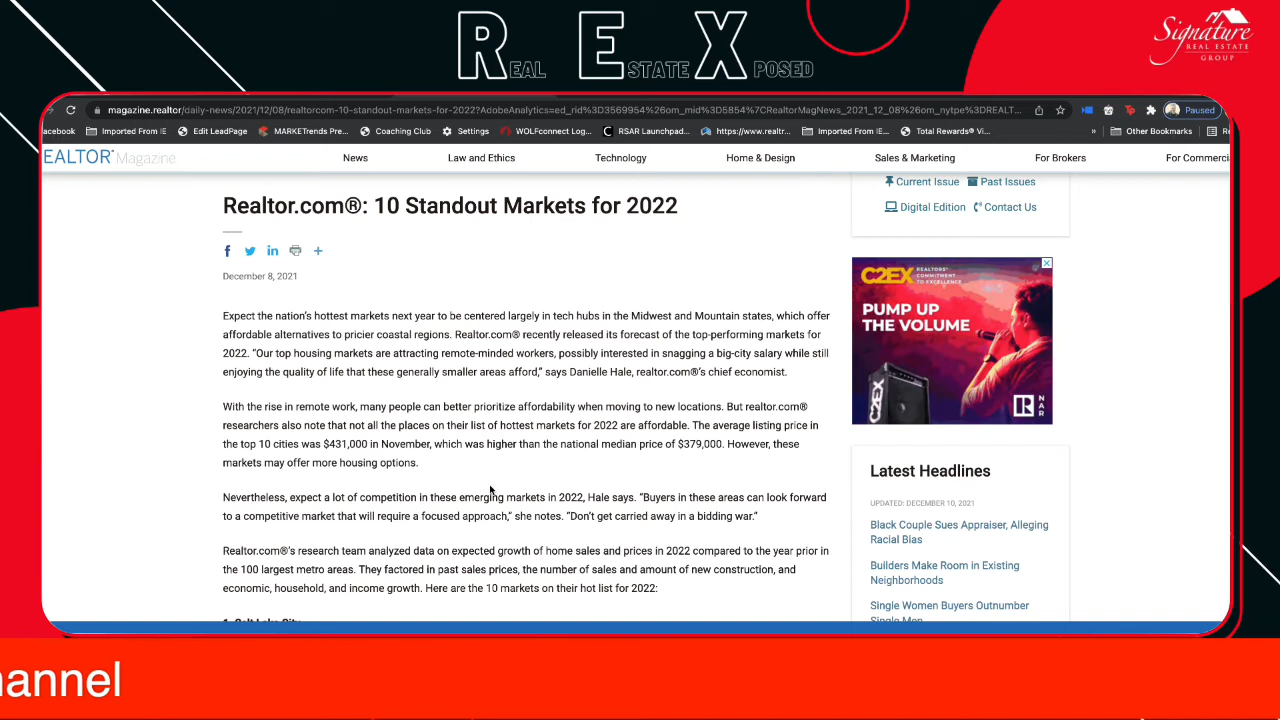 REAL ESTATE XPOSED
Signature
REAL ESTATE
GROUP
magazine.realtor/daily-news/2021/12/08/realtorcom-10-standout-markets-for-2022?AdobeAnalytics=ed_rid%3D3569954%26om_mid%3D5854%7CRealtorMagNews_2021_12_08%26om_nytpe%3DREALT...
Paused
acebook
Imported From IE
Edit LeadPage
MARKETrends Pre...
Coaching Club
Settings
WOLFconnect Log...
RSAR Launchpad...
https://www.realtr...
Imported From IE...
Total Rewards® Vi...
»
Other Bookmarks
Re
EALTOR® Magazine
News
Law and Ethics
Technology
Home & Design
Sales & Marketing
For Brokers
For Commerci
Realtor.com®: 10 Standout Markets for 2022
December 8, 2021
Expect the nation's hottest markets next year to be centered largely in tech hubs in the Midwest and Mountain states, which offer
affordable alternatives to pricier coastal regions. Realtor.com® recently released its forecast of the top-performing markets for
2022. “Our top housing markets are attracting remote-minded workers, possibly interested in snagging a big-city salary while still
enjoying the quality of life that these generally smaller areas afford,” says Danielle Hale, realtor.com®'s chief economist.
With the rise in remote work, many people can better prioritize affordability when moving to new locations. But realtor.com®
researchers also note that not all the places on their list of hottest markets for 2022 are affordable. The average listing price in
the top 10 cities was $431,000 in November, which was higher than the national median price of $379,000. However, these
markets may offer more housing options.
Nevertheless, expect a lot of competition in these emerging markets in 2022, Hale says. “Buyers in these areas can look forward
to a competitive market that will require a focused approach,” she notes. “Don't get carried away in a bidding war.”
Realtor.com®'s research team analyzed data on expected growth of home sales and prices in 2022 compared to the year prior in
the 100 largest metro areas. They factored in past sales prices, the number of sales and amount of new construction, and
economic, household, and income growth. Here are the 10 markets on their hot list for 2022:
1. Salt Lake City
Current Issue
Past Issues
Digital Edition
Contact Us
C2EX
REALTORS®
COMMITMENT
TO EXCELLENCE
PUMP UP
THE VOLUME
C2EX
R
NAR
Latest Headlines
UPDATED: DECEMBER 10, 2021
Black Couple Sues Appraiser, Alleging
Racial Bias
Builders Make Room in Existing
Neighborhoods
Single Women Buyers Outnumber
Single Men
hannel